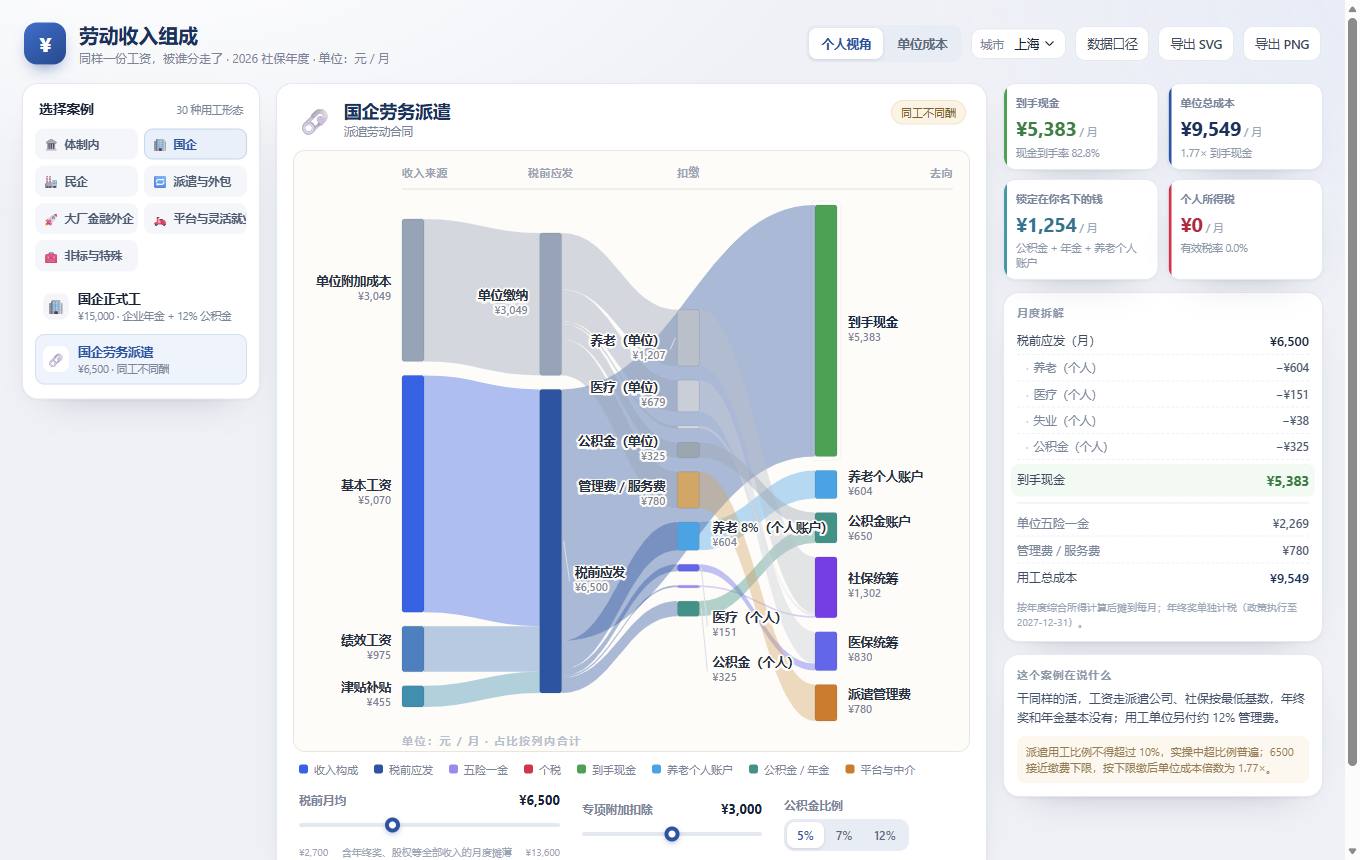 ¥
劳动收入组成
同样一份工资，被谁分走了 · 2026 社保年度 · 单位：元 / 月
个人视角
单位成本
城市 上海
数据口径
导出 SVG
导出 PNG
选择案例
30 种用工形态
体制内
国企
民企
派遣与外包
大厂金融外企
平台与灵活就业
非标与特殊
国企正式工
¥15,000 · 企业年金 + 12% 公积金
国企劳务派遣
¥6,500 · 同工不同酬
国企劳务派遣
派遣劳动合同
同工不同酬
收入来源
税前应发
扣缴
去向
单位附加成本
¥3,049
基本工资
¥5,070
绩效工资
¥975
津贴补贴
¥455
单位缴纳
¥3,049
税前应发
¥6,500
养老（单位）
¥1,207
医疗（单位）
¥679
公积金（单位）
¥325
管理费 / 服务费
¥780
养老 8%（个人账户）
¥604
医疗（个人）
¥151
公积金（个人）
¥325
到手现金
¥5,383
养老个人账户
¥604
公积金账户
¥650
社保统筹
¥1,302
医保统筹
¥830
派遣管理费
¥780
单位：元 / 月 · 占比按列内合计
收入构成
税前应发
五险一金
个税
到手现金
养老个人账户
公积金 / 年金
平台与中介
税前月均
¥6,500
¥2,700
含年终奖、股权等全部收入的月度摊薄
¥13,600
专项附加扣除
¥3,000
公积金比例
5%
7%
12%
到手现金
¥5,383 / 月
现金到手率 82.8%
单位总成本
¥9,549 / 月
1.77× 到手现金
锁定在你名下的钱
¥1,254 / 月
公积金 + 年金 + 养老个人
账户
个人所得税
¥0 / 月
有效税率 0.0%
月度拆解
税前应发（月） ¥6,500
· 养老（个人） −¥604
· 医疗（个人） −¥151
· 失业（个人） −¥38
· 公积金（个人） −¥325
到手现金 ¥5,383
单位五险一金 ¥2,269
管理费 / 服务费 ¥780
用工总成本 ¥9,549
按年度综合所得计算后摊到每月；年终奖单独计税（政策执行至
2027-12-31）。
这个案例在说什么
干同样的活，工资走派遣公司、社保按最低基数，年终
奖和年金基本没有；用工单位另付约 12% 管理费。
派遣用工比例不得超过 10%，实操中超比例普遍；6500
接近缴费下限，按下限缴后单位成本倍数为 1.77×。